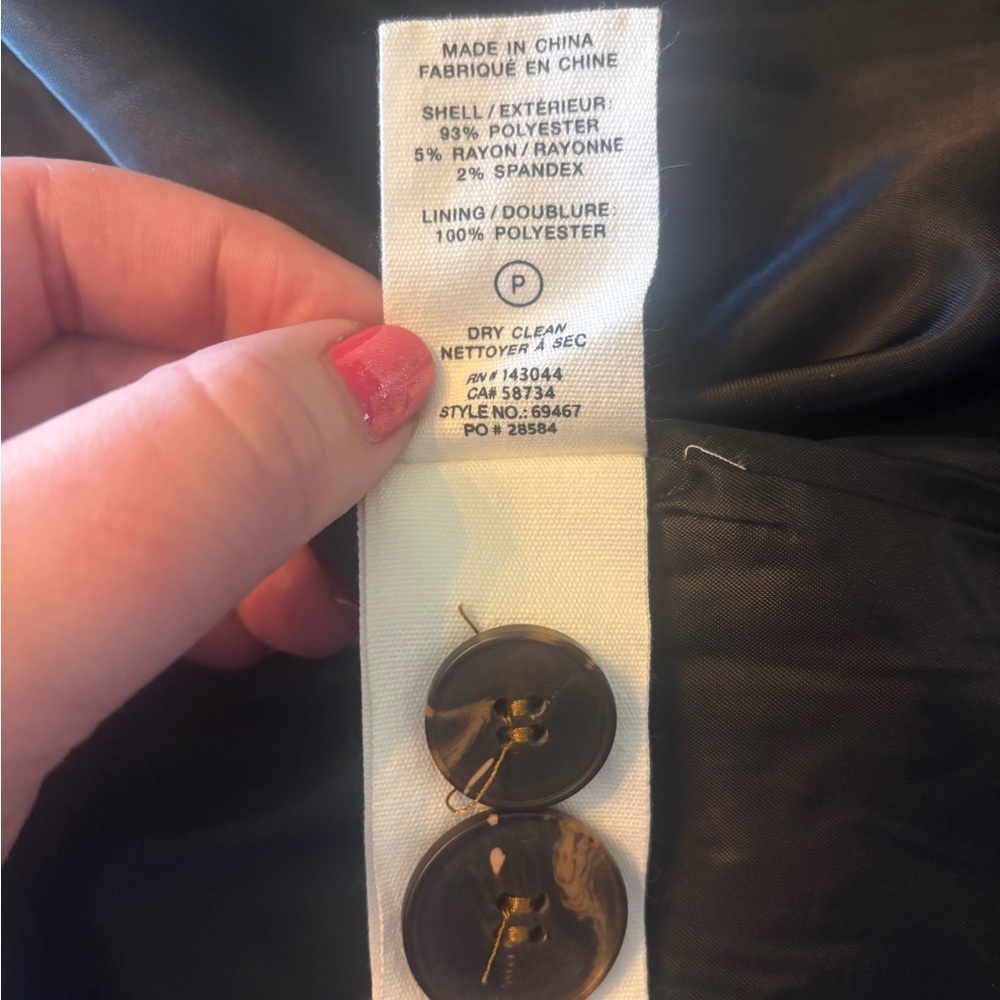 MADE IN CHINA
FABRIQUÉ EN CHINE
SHELL / EXTÉRIEUR:
93% POLYESTER
5% RAYON / RAYONNE
2% SPANDEX
LINING / DOUBLURE:
100% POLYESTER
P
DRY CLEAN
NETTOYER À SEC
RN# 143044
CA# 58734
STYLE NO.: 69467
PO # 28584